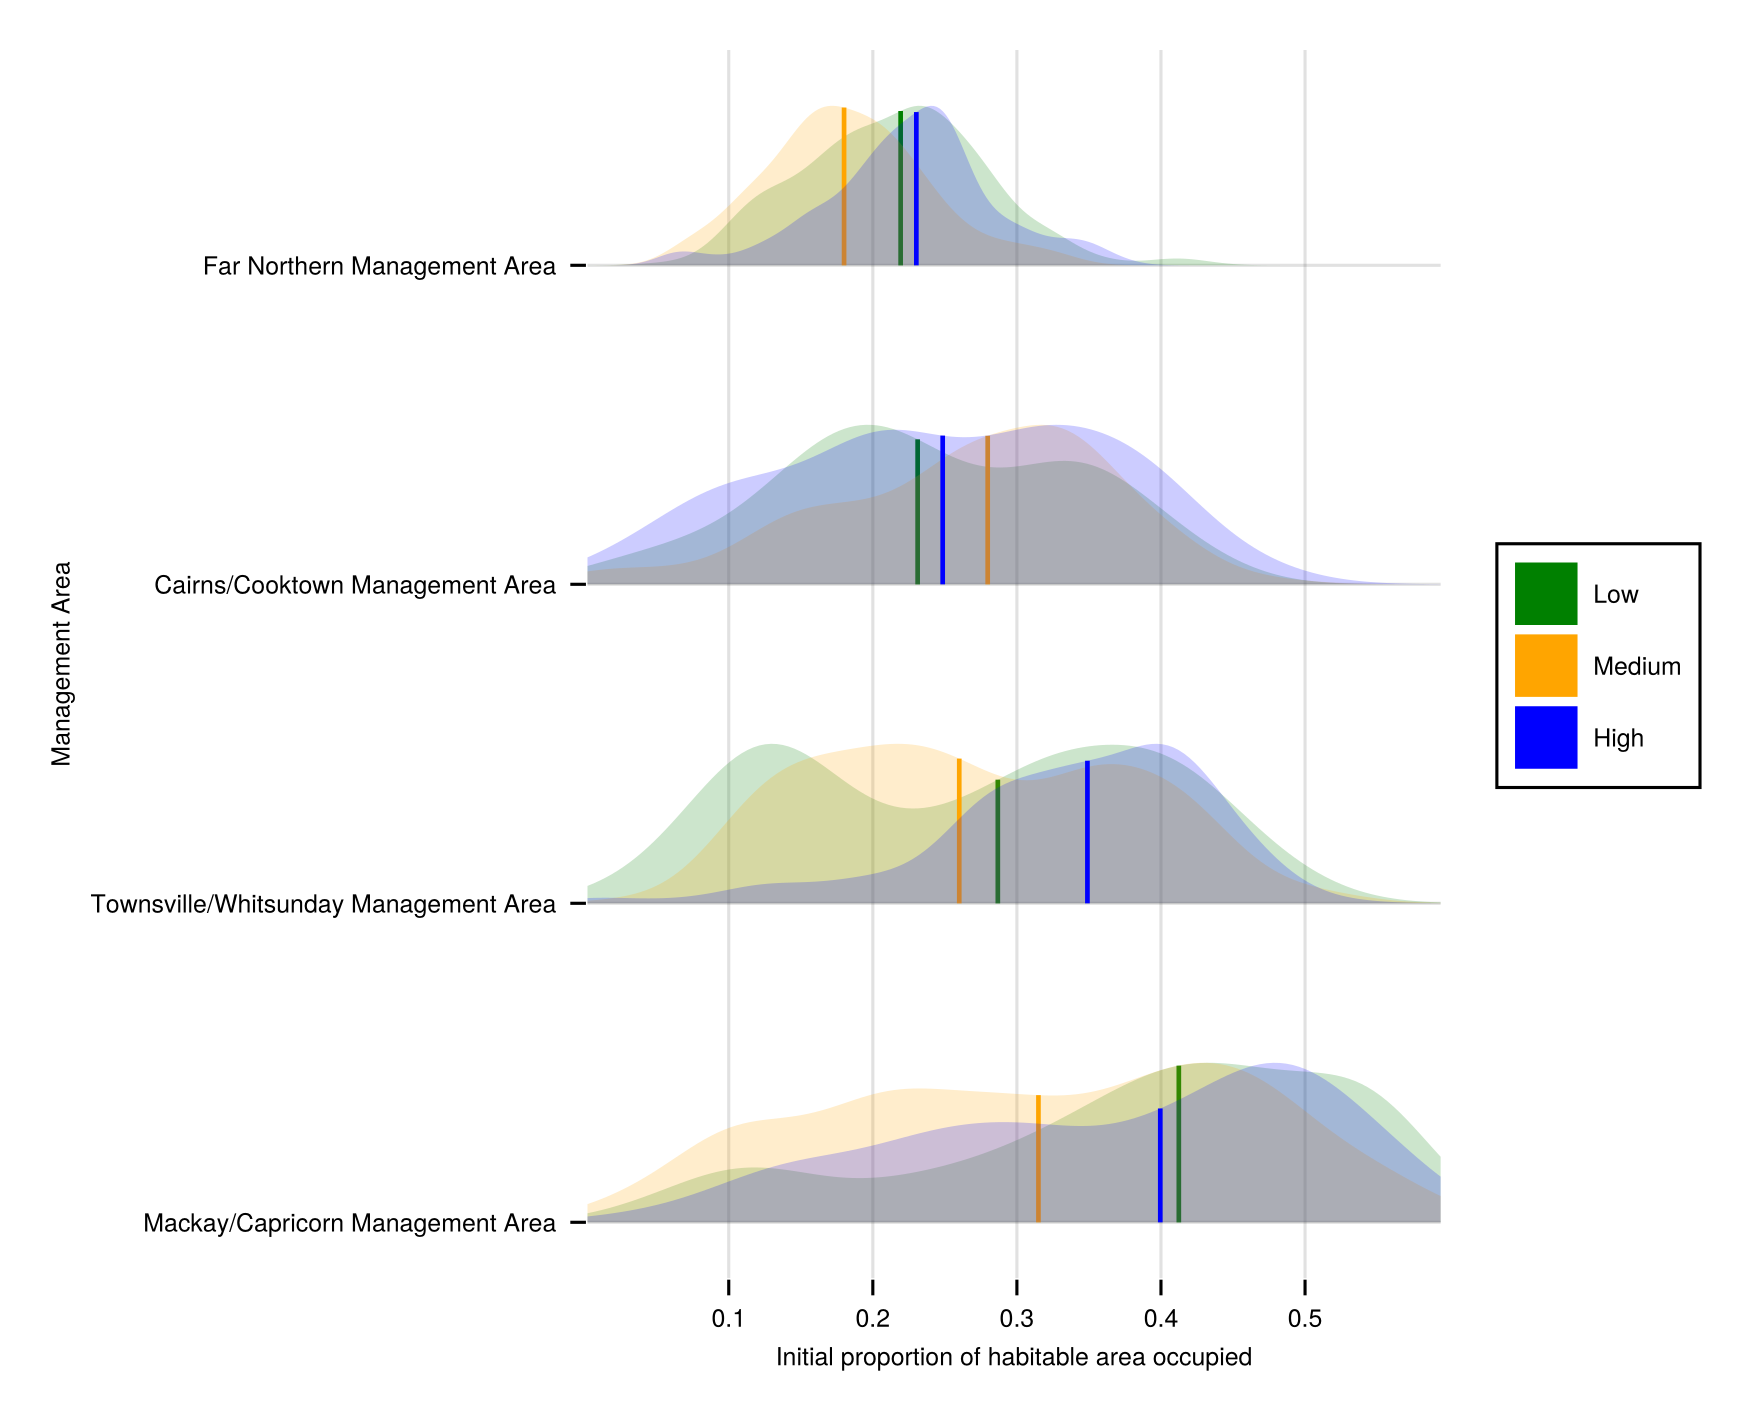 Far Northern Management Area
Cairns/Cooktown Management Area
Townsville/Whitsunday Management Area
Mackay/Capricorn Management Area
Management Area
0.1 0.2 0.3 0.4 0.5
Initial proportion of habitable area occupied
Low
Medium
High